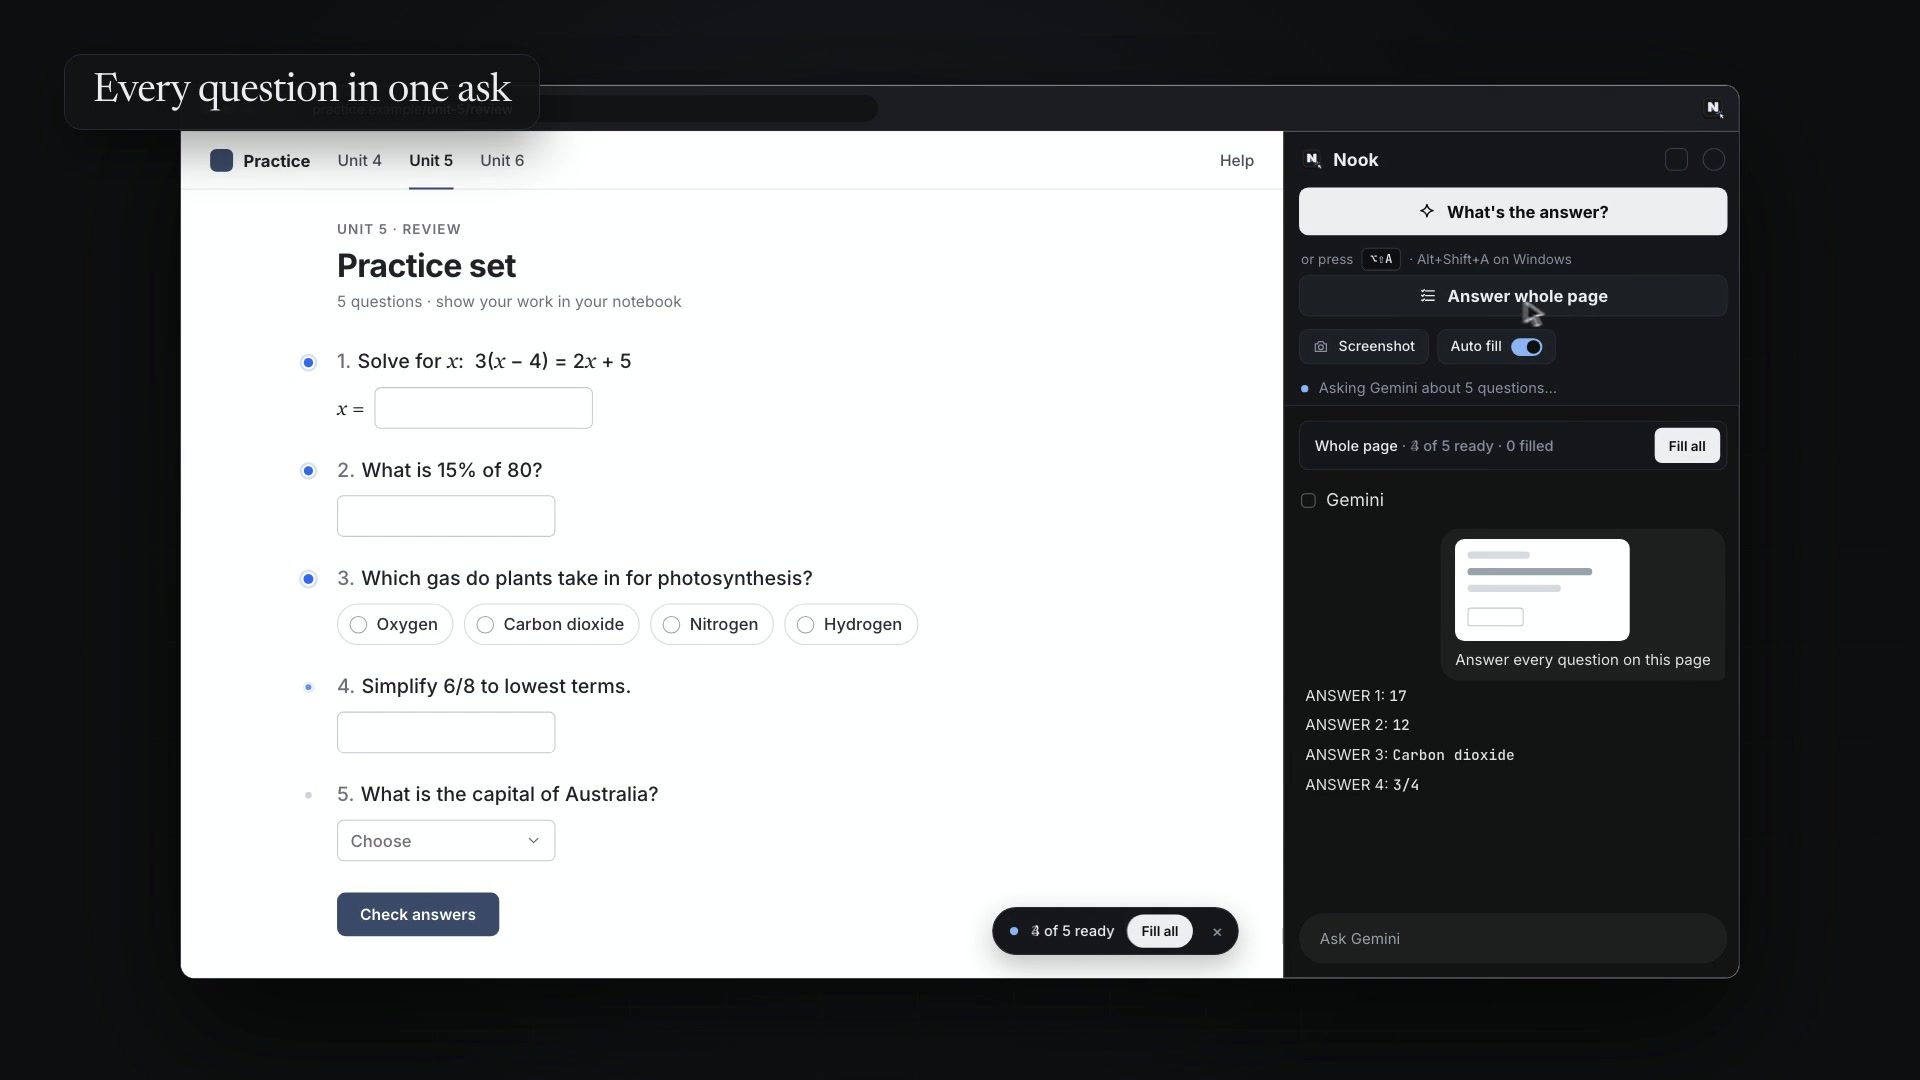 Every question in one ask
practice.example/unit-5/review
N
Practice
Unit 4
Unit 5
Unit 6
Help
UNIT 5 · REVIEW
Practice set
5 questions · show your work in your notebook
1. Solve for x: 3(x − 4) = 2x + 5
x =
2. What is 15% of 80?
3. Which gas do plants take in for photosynthesis?
Oxygen
Carbon dioxide
Nitrogen
Hydrogen
4. Simplify 6/8 to lowest terms.
5. What is the capital of Australia?
Choose
Check answers
of 5 ready
Fill all
×
N
Nook
What's the answer?
or press ⌥⇧A · Alt+Shift+A on Windows
Answer whole page
Screenshot
Auto fill
Asking Gemini about 5 questions...
Whole page · of 5 ready · 0 filled
Fill all
Gemini
Answer every question on this page
ANSWER 1: 17
ANSWER 2: 12
ANSWER 3: Carbon dioxide
ANSWER 4: 3/4
Ask Gemini